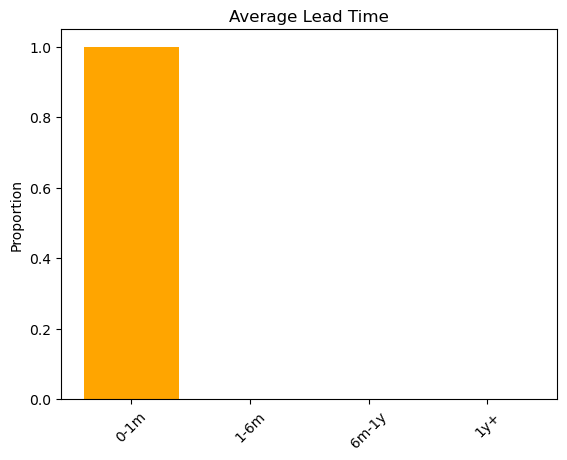 Average Lead Time
Proportion
1.0
0.8
0.6
0.4
0.2
0.0
0-1m
1-6m
6m-1y
1y+